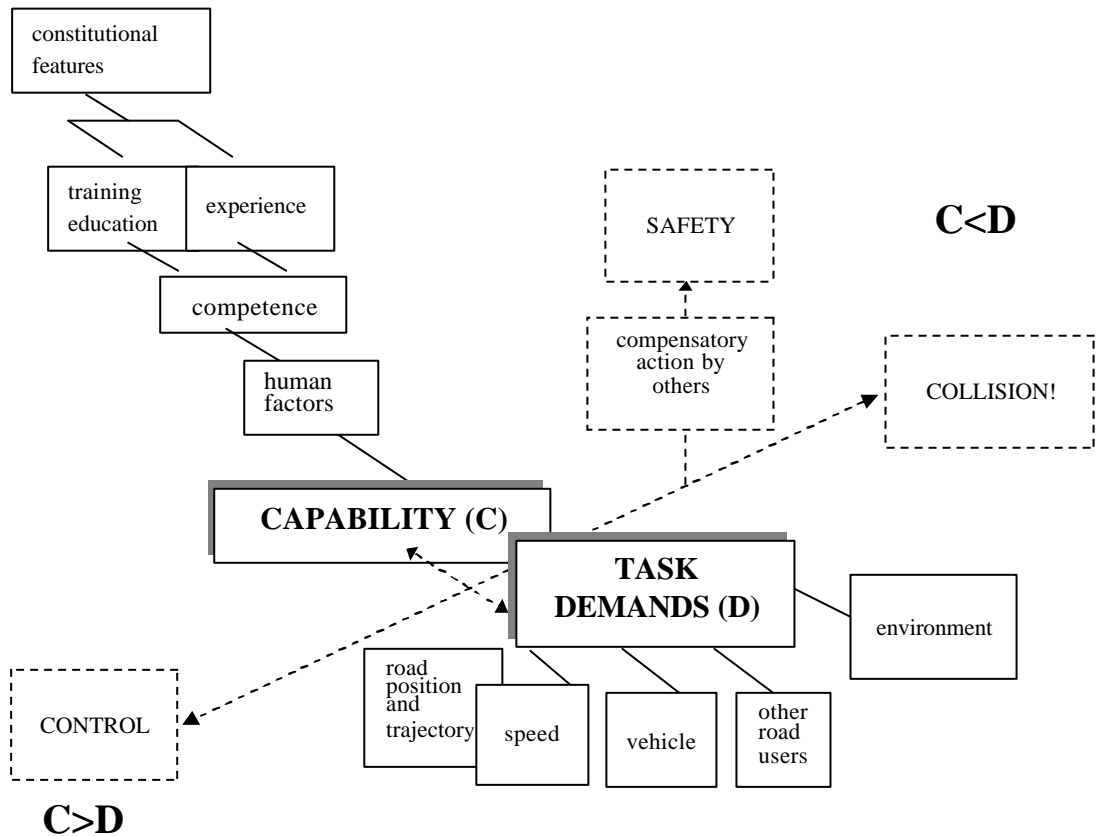 constitutional
features
training
education
experience
competence
human
factors
SAFETY
C<D
compensatory
action by
others
COLLISION!
CAPABILITY (C)
TASK
DEMANDS (D)
environment
road
position
and
trajectory
speed
vehicle
other
road
users
CONTROL
C>D